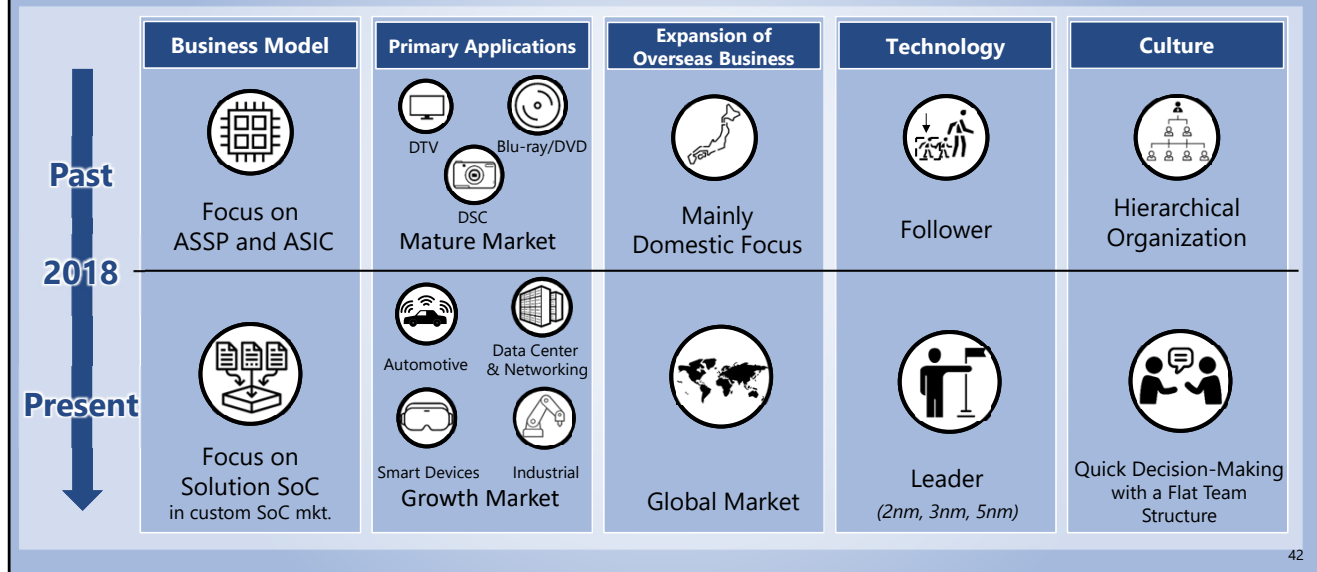 Business Model
Primary Applications
Expansion of
Overseas Business
Technology
Culture
Past
2018
Present
Focus on
ASSP and ASIC
DTV
Blu-ray/DVD
DSC
Mature Market
Mainly
Domestic Focus
Follower
Hierarchical
Organization
Focus on
Solution SoC
in custom SoC mkt.
Automotive
Data Center
& Networking
Smart Devices
Industrial
Growth Market
Global Market
Leader
(2nm, 3nm, 5nm)
Quick Decision-Making
with a Flat Team
Structure
42